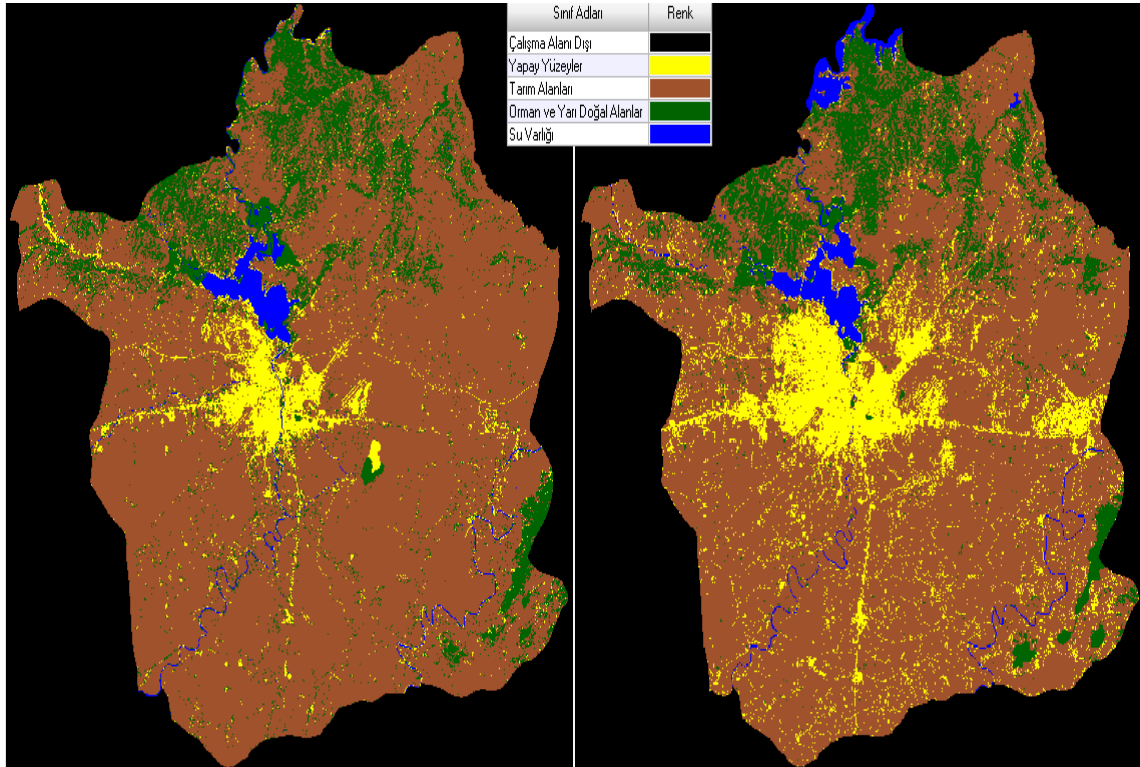 Sınıf Adları Renk
Çalışma Alanı Dışı
Yapay Yüzeyler
Tarım Alanları
Orman ve Yarı Doğal Alanlar
Su Varlığı